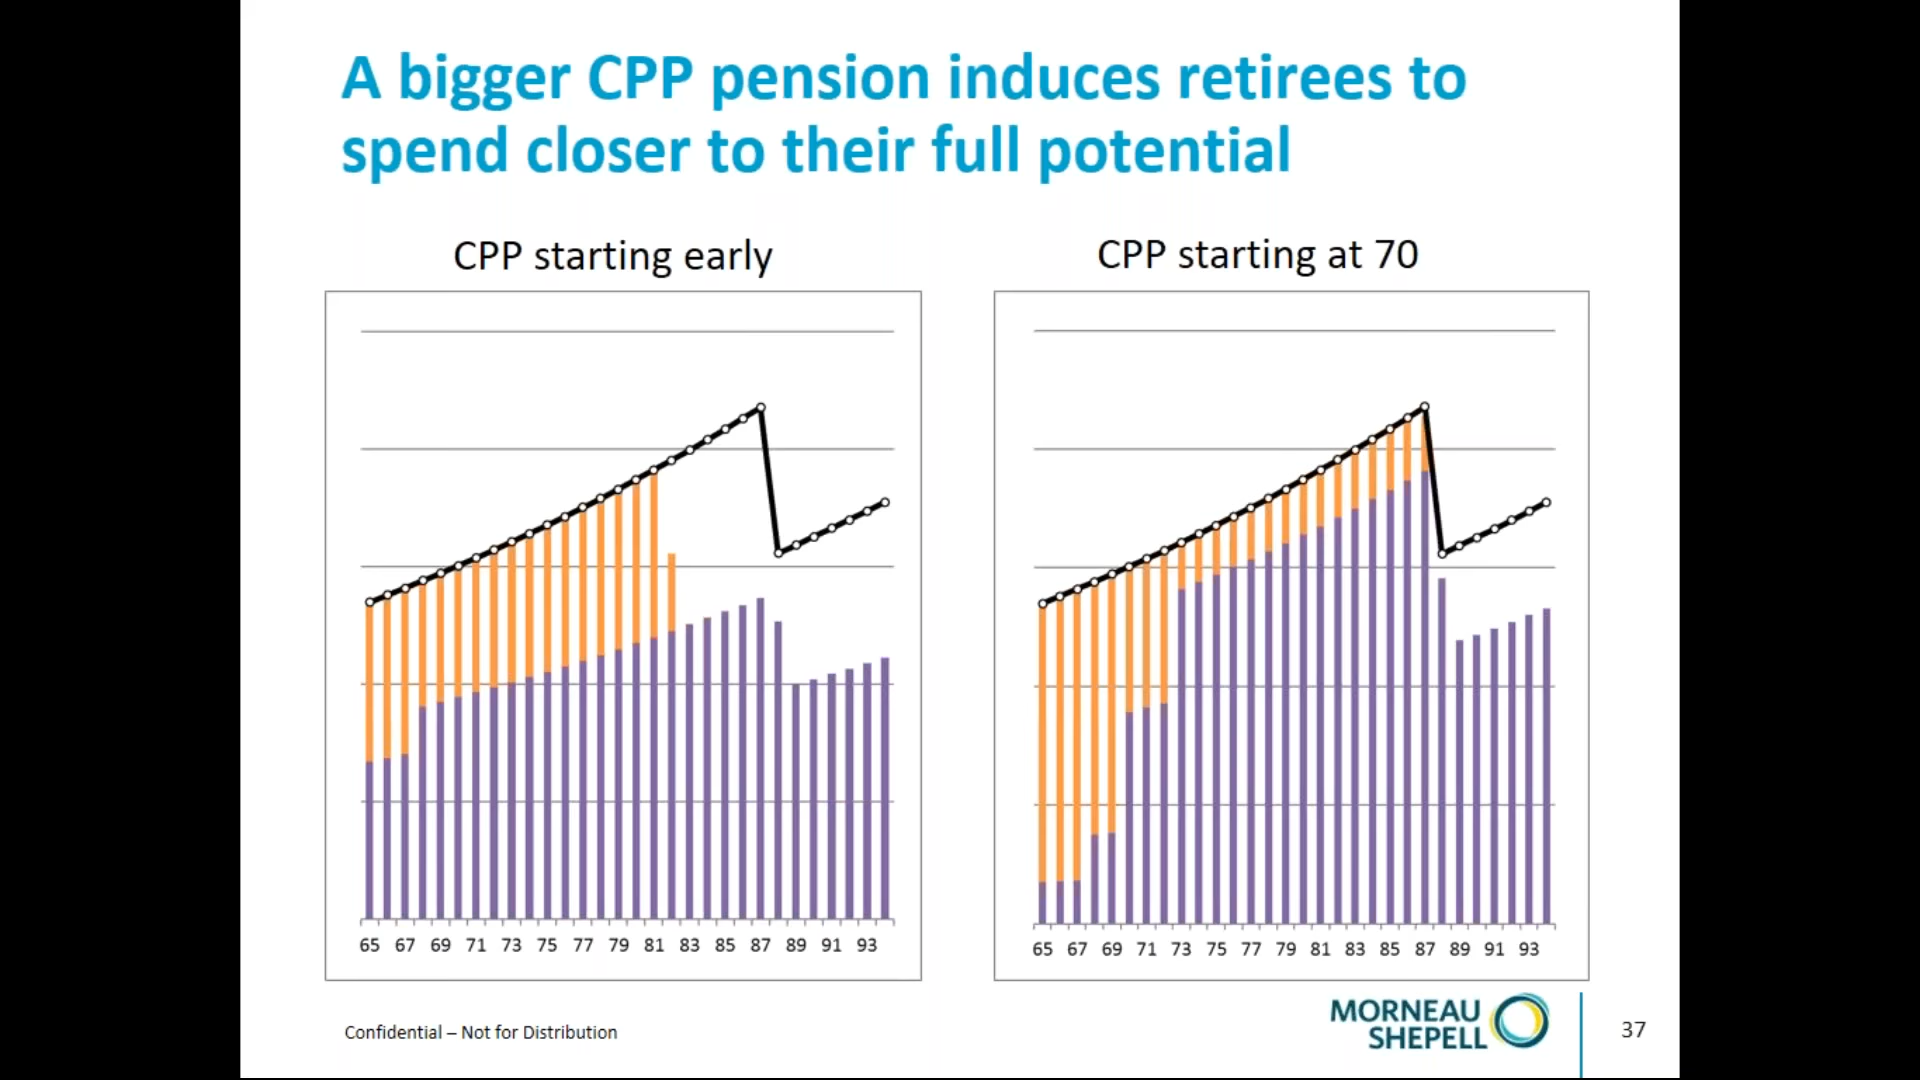 A bigger CPP pension induces retirees to
spend closer to their full potential
CPP starting early
CPP starting at 70
65 67 69 71 73 75 77 79 81 83 85 87 89 91 93
65 67 69 71 73 75 77 79 81 83 85 87 89 91 93
Confidential – Not for Distribution
MORNEAU
SHEPELL
37